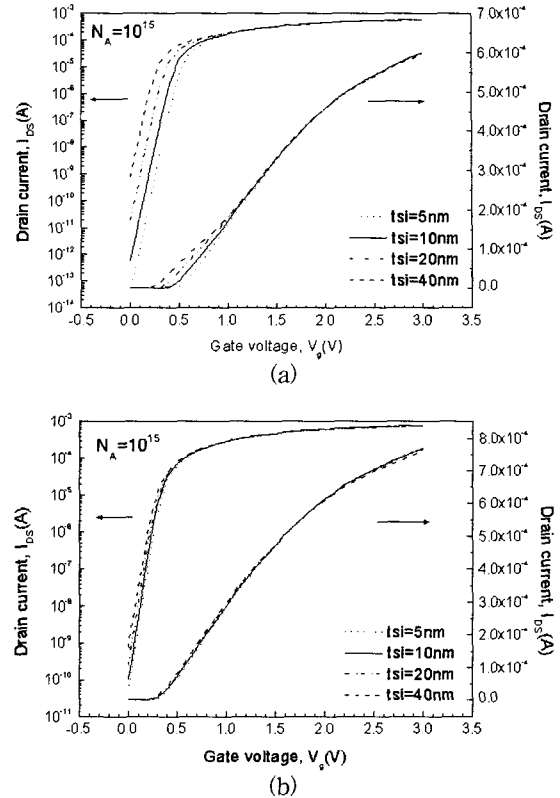 (a)
N_A=10^15
Drain current, I_DS(A)
10^-3
10^-4
10^-5
10^-6
10^-7
10^-8
10^-9
10^-10
10^-11
10^-12
10^-13
10^-14
7.0x10^-4
6.0x10^-4
5.0x10^-4
4.0x10^-4
3.0x10^-4
2.0x10^-4
1.0x10^-4
0.0
Drain current, I_DS(A)
tsi=5nm
tsi=10nm
tsi=20nm
tsi=40nm
-0.5 0.0 0.5 1.0 1.5 2.0 2.5 3.0 3.5
Gate voltage, V_g(V)
(a)
(b)
N_A=10^15
Drain current, I_DS(A)
10^-3
10^-4
10^-5
10^-6
10^-7
10^-8
10^-9
10^-10
10^-11
8.0x10^-4
7.0x10^-4
6.0x10^-4
5.0x10^-4
4.0x10^-4
3.0x10^-4
2.0x10^-4
1.0x10^-4
0.0
Drain current, I_DS(A)
tsi=5nm
tsi=10nm
tsi=20nm
tsi=40nm
-0.5 0.0 0.5 1.0 1.5 2.0 2.5 3.0 3.5
Gate voltage, V_g(V)
(b)